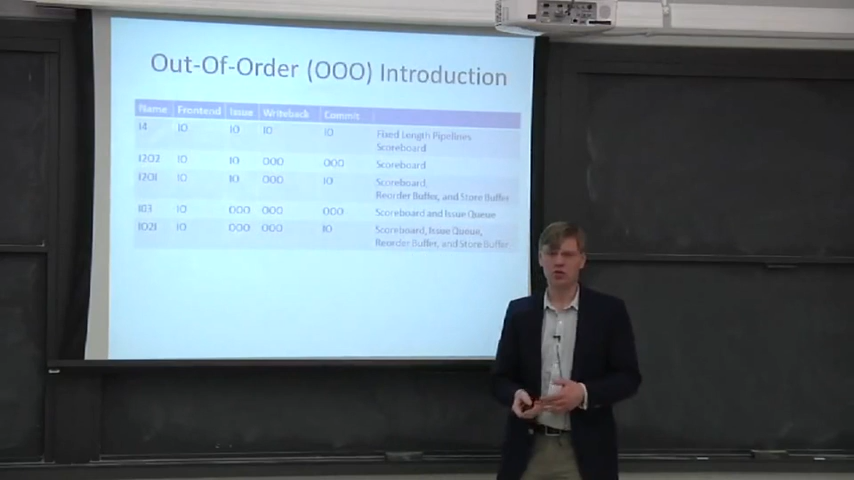 Out-Of-Order (OOO) Introduction
Name Frontend Issue Writeback Commit
I4 IO IO IO IO Fixed Length Pipelines
Scoreboard
I2O2 IO IO OOO OOO Scoreboard
I2OI IO IO OOO IO Scoreboard,
Reorder Buffer, and Store Buffer
IO3 IO OOO OOO OOO Scoreboard and Issue Queue
IO2I IO OOO OOO IO Scoreboard, Issue Queue,
Reorder Buffer, and Store Buffer